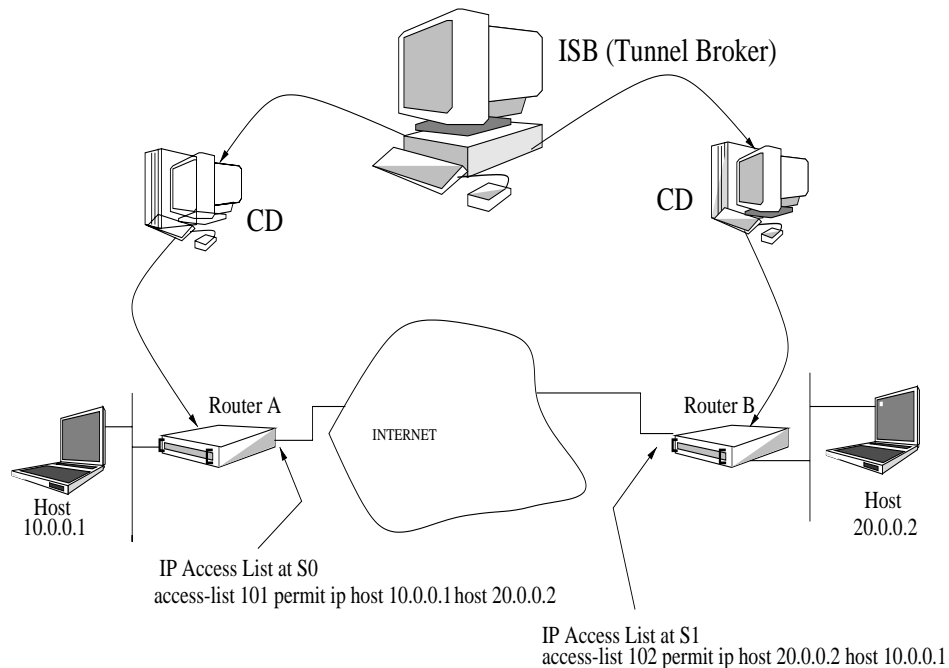 ISB (Tunnel Broker)
CD
CD
Router A
Router B
INTERNET
Host
10.0.0.1
Host
20.0.0.2
IP Access List at S0
access-list 101 permit ip host 10.0.0.1 host 20.0.0.2
IP Access List at S1
access-list 102 permit ip host 20.0.0.2 host 10.0.0.1